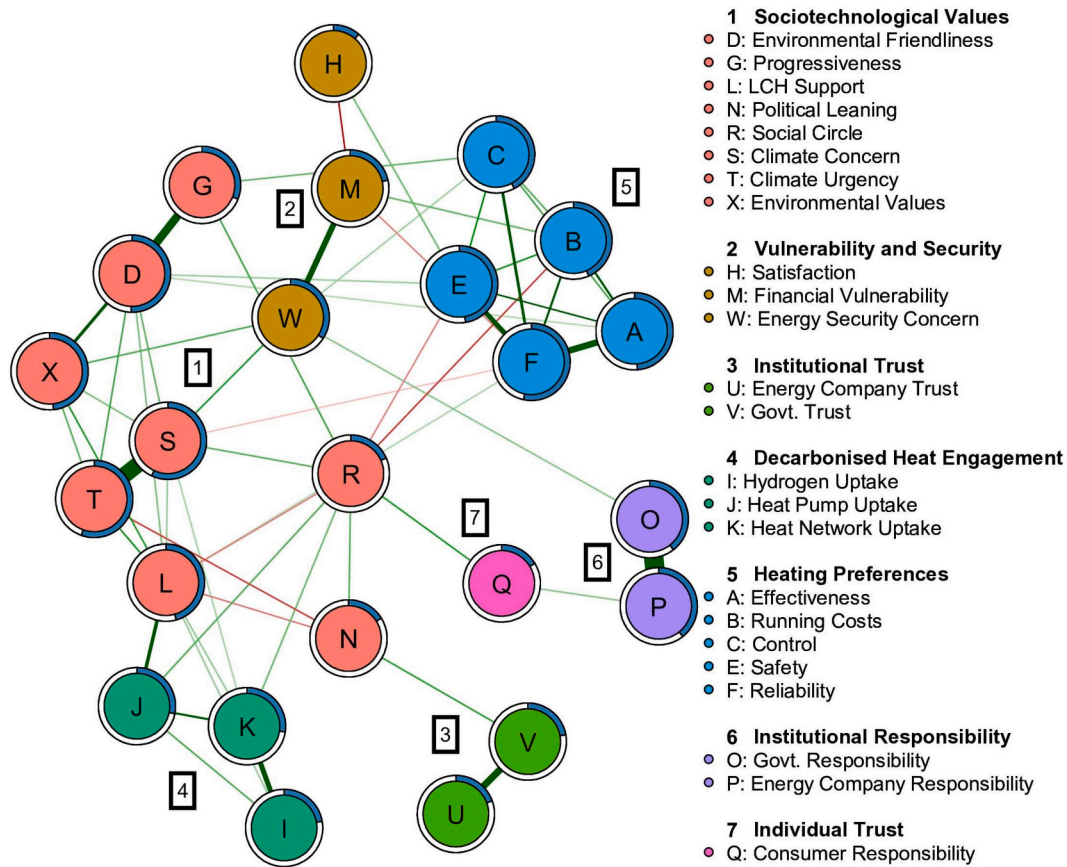 1 Sociotechnological Values
D: Environmental Friendliness
G: Progressiveness
L: LCH Support
N: Political Leaning
R: Social Circle
S: Climate Concern
T: Climate Urgency
X: Environmental Values
2 Vulnerability and Security
H: Satisfaction
M: Financial Vulnerability
W: Energy Security Concern
3 Institutional Trust
U: Energy Company Trust
V: Govt. Trust
4 Decarbonised Heat Engagement
I: Hydrogen Uptake
J: Heat Pump Uptake
K: Heat Network Uptake
5 Heating Preferences
A: Effectiveness
B: Running Costs
C: Control
E: Safety
F: Reliability
6 Institutional Responsibility
O: Govt. Responsibility
P: Energy Company Responsibility
7 Individual Trust
Q: Consumer Responsibility
H
C
G
M
5
2
B
D
E
W
A
F
X
1
S
R
T
O
7
L
Q
6
P
N
J
K
3
V
4
U
I